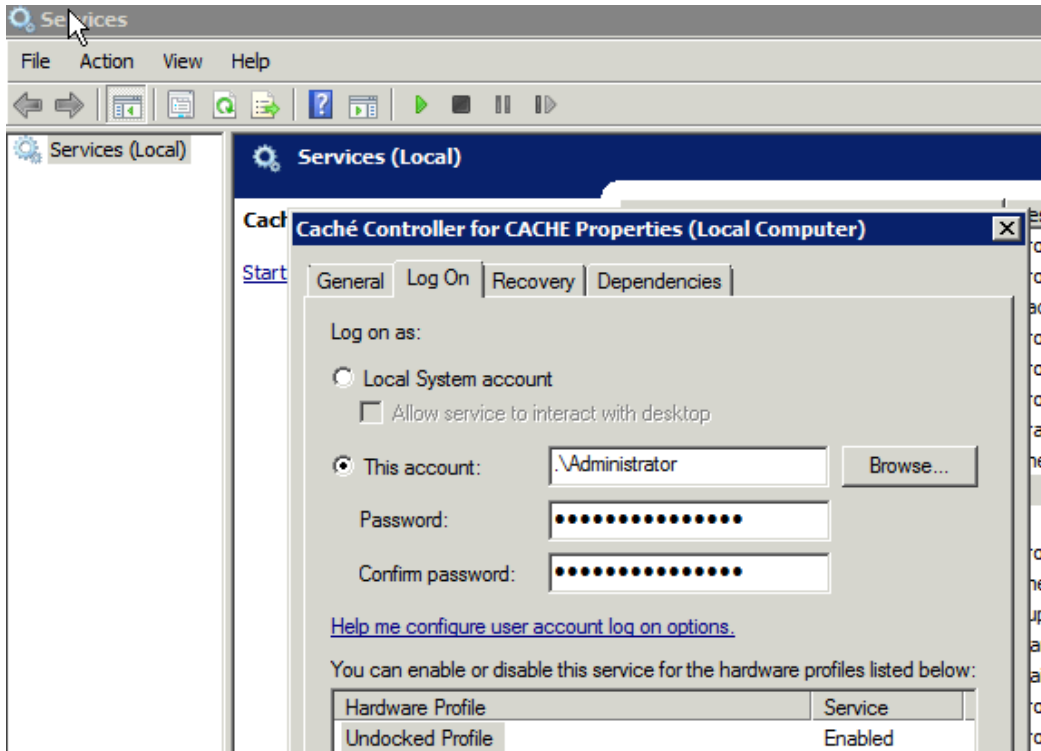 Services
File Action View Help
Services (Local)
Services (Local)
Start
Caché Controller for CACHE Properties (Local Computer)
General Log On Recovery Dependencies
Log on as:
Local System account
Allow service to interact with desktop
This account: .\Administrator Browse...
Password: •••••••••••••••
Confirm password: •••••••••••••••
Help me configure user account log on options.
You can enable or disable this service for the hardware profiles listed below:
Hardware Profile Service
Undocked Profile Enabled